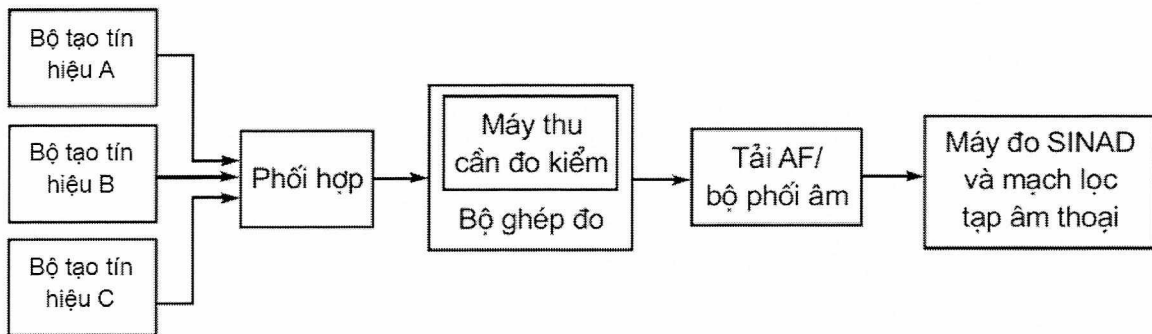 Bộ tạo tín
hiệu A
Bộ tạo tín
hiệu B
Bộ tạo tín
hiệu C
Phối hợp
Máy thu
cần đo kiểm
Bộ ghép đo
Tải AF/
bộ phối âm
Máy đo SINAD
và mạch lọc
tạp âm thoại